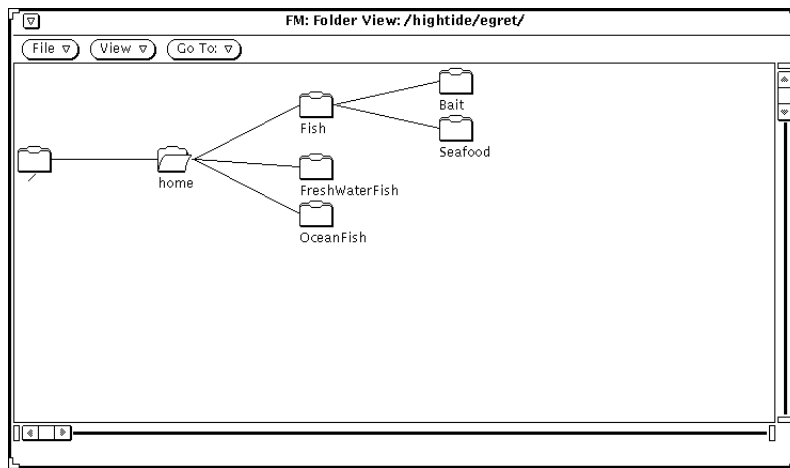 FM: Folder View: /hightide/egret/
File View Go To:
Bait
Fish
Seafood
/
home
FreshWaterFish
OceanFish